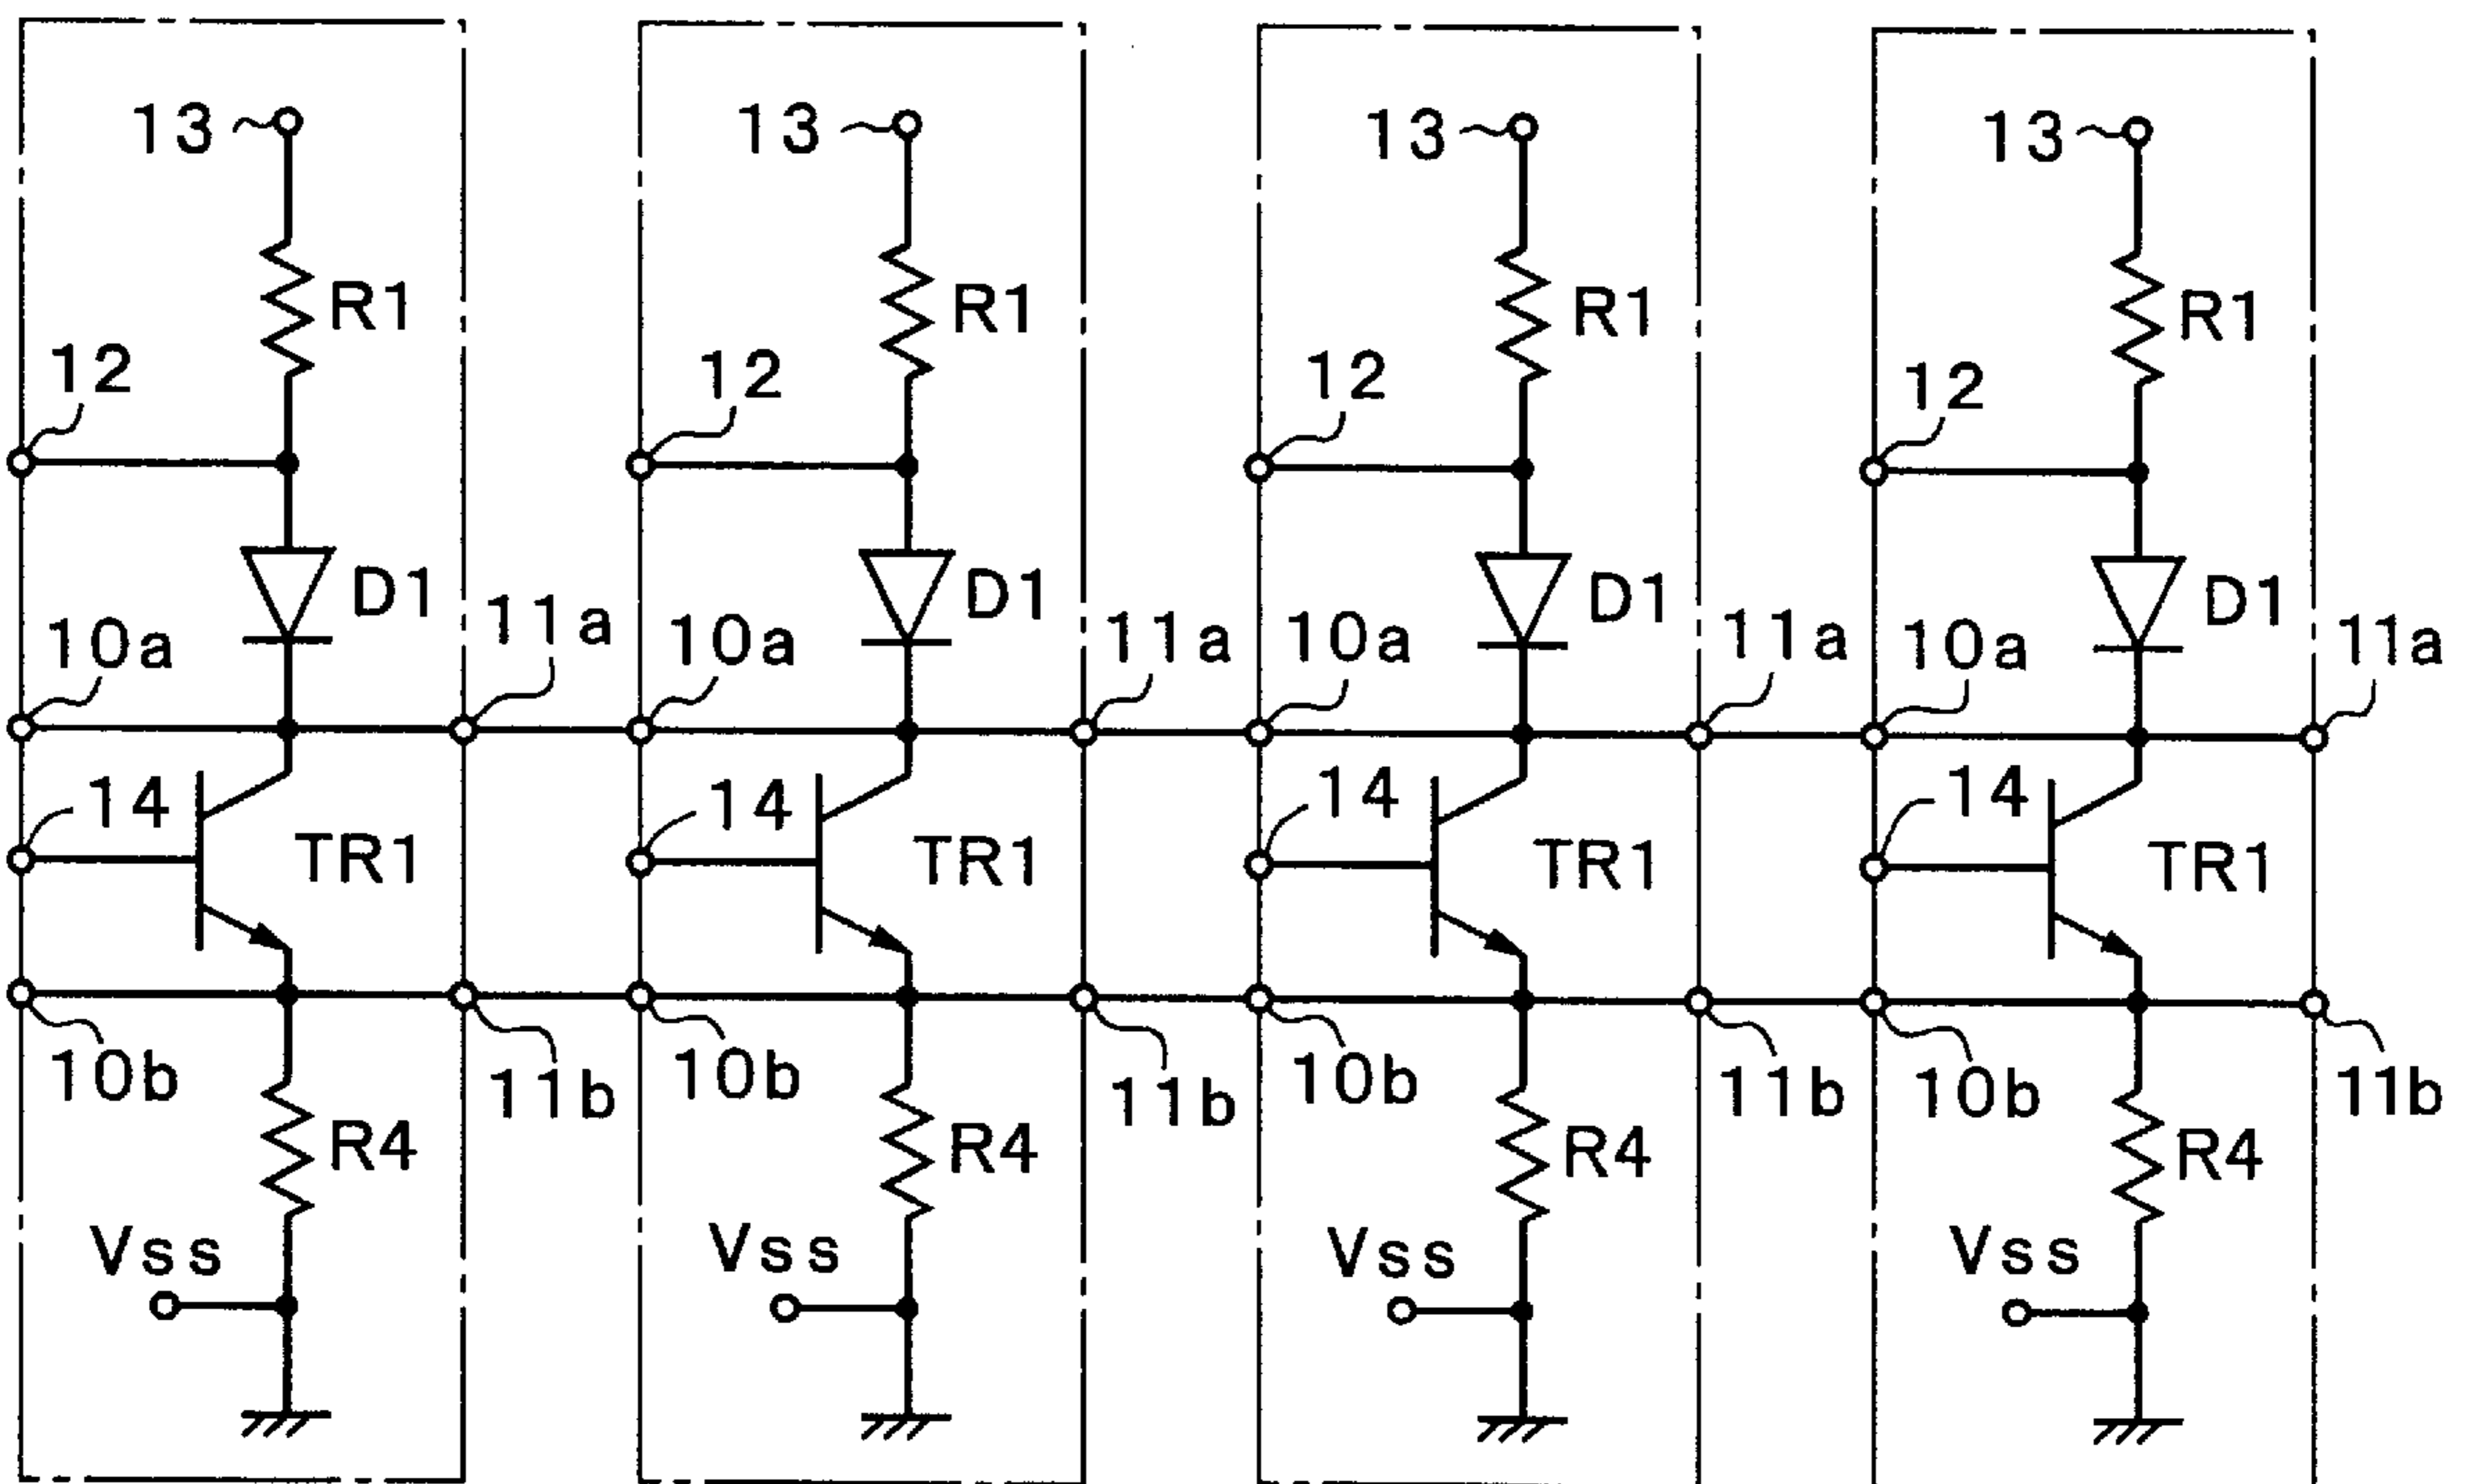 13 13 13 13
R1 R1 R1 R1
12 12 12 12
D1 D1 D1 D1
10a 11a 10a 11a 10a 11a 10a 11a
14 14 14 14
TR1 TR1 TR1 TR1
10b 11b 10b 11b 10b 11b 10b 11b
R4 R4 R4 R4
Vss Vss Vss Vss